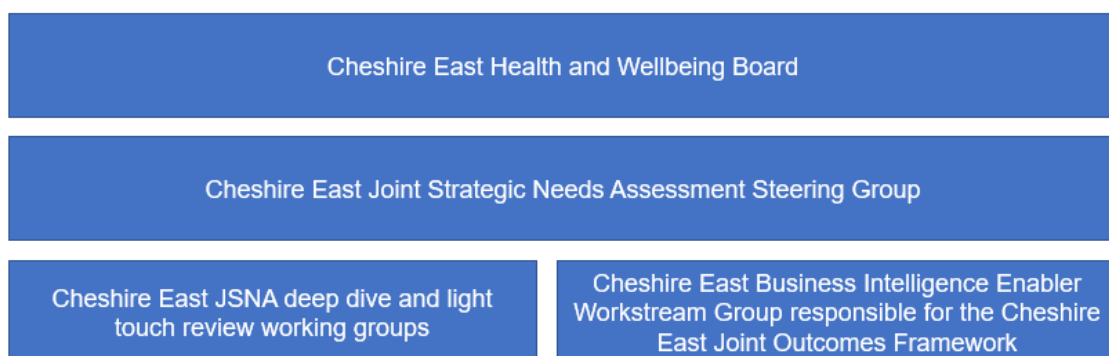 Cheshire East Health and Wellbeing Board
Cheshire East Joint Strategic Needs Assessment Steering Group
Cheshire East JSNA deep dive and light
touch review working groups
Cheshire East Business Intelligence Enabler
Workstream Group responsible for the Cheshire
East Joint Outcomes Framework